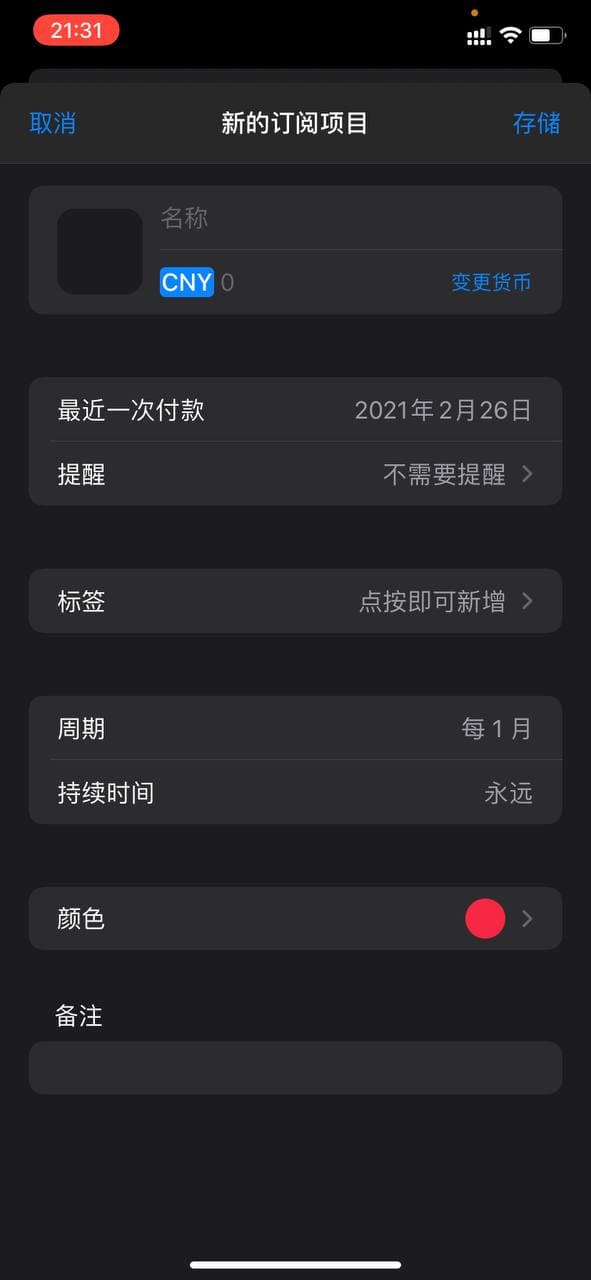 21:31
取消 新的订阅项目 存储
名称
CNY 0 变更货币
最近一次付款 2021年2月26日
提醒 不需要提醒
标签 点按即可新增
周期 每 1 月
持续时间 永远
颜色
备注